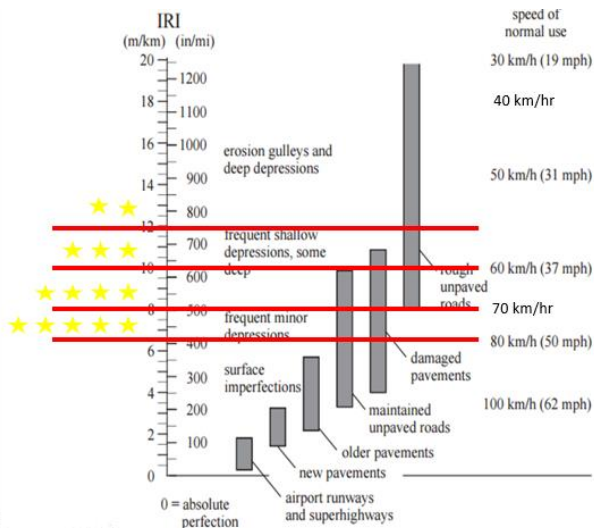 IRI
(m/km) (in/mi)
speed of
normal use
20
18
16
14
12
10
8
6
4
2
0
1200
1100
1000
900
800
700
600
500
400
300
200
100
erosion gulleys and
deep depressions
frequent shallow
depressions, some
deep
frequent minor
depressions
surface
imperfections
rough
unpaved
roads
damaged
pavements
maintained
unpaved roads
older pavements
new pavements
airport runways
and superhighways
0 = absolute
perfection
30 km/h (19 mph)
40 km/hr
50 km/h (31 mph)
60 km/h (37 mph)
70 km/hr
80 km/h (50 mph)
100 km/h (62 mph)